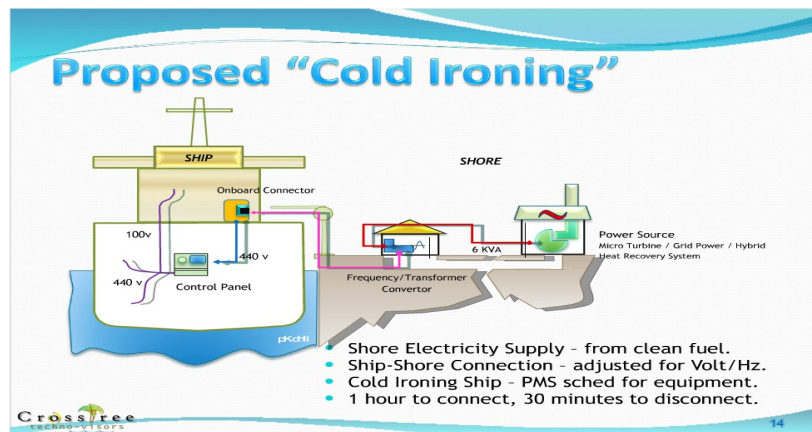 Proposed “Cold Ironing”
SHIP
SHORE
Onboard Connector
100v
440 v
440 v
Control Panel
6 KVA
Frequency/Transformer
Convertor
Power Source
Micro Turbine / Grid Power / Hybrid
Heat Recovery System
Shore Electricity Supply - from clean fuel.
Ship-Shore Connection - adjusted for Volt/Hz.
Cold Ironing Ship - PMS sched for equipment.
1 hour to connect, 30 minutes to disconnect.
CrossTree
techno-visors
14